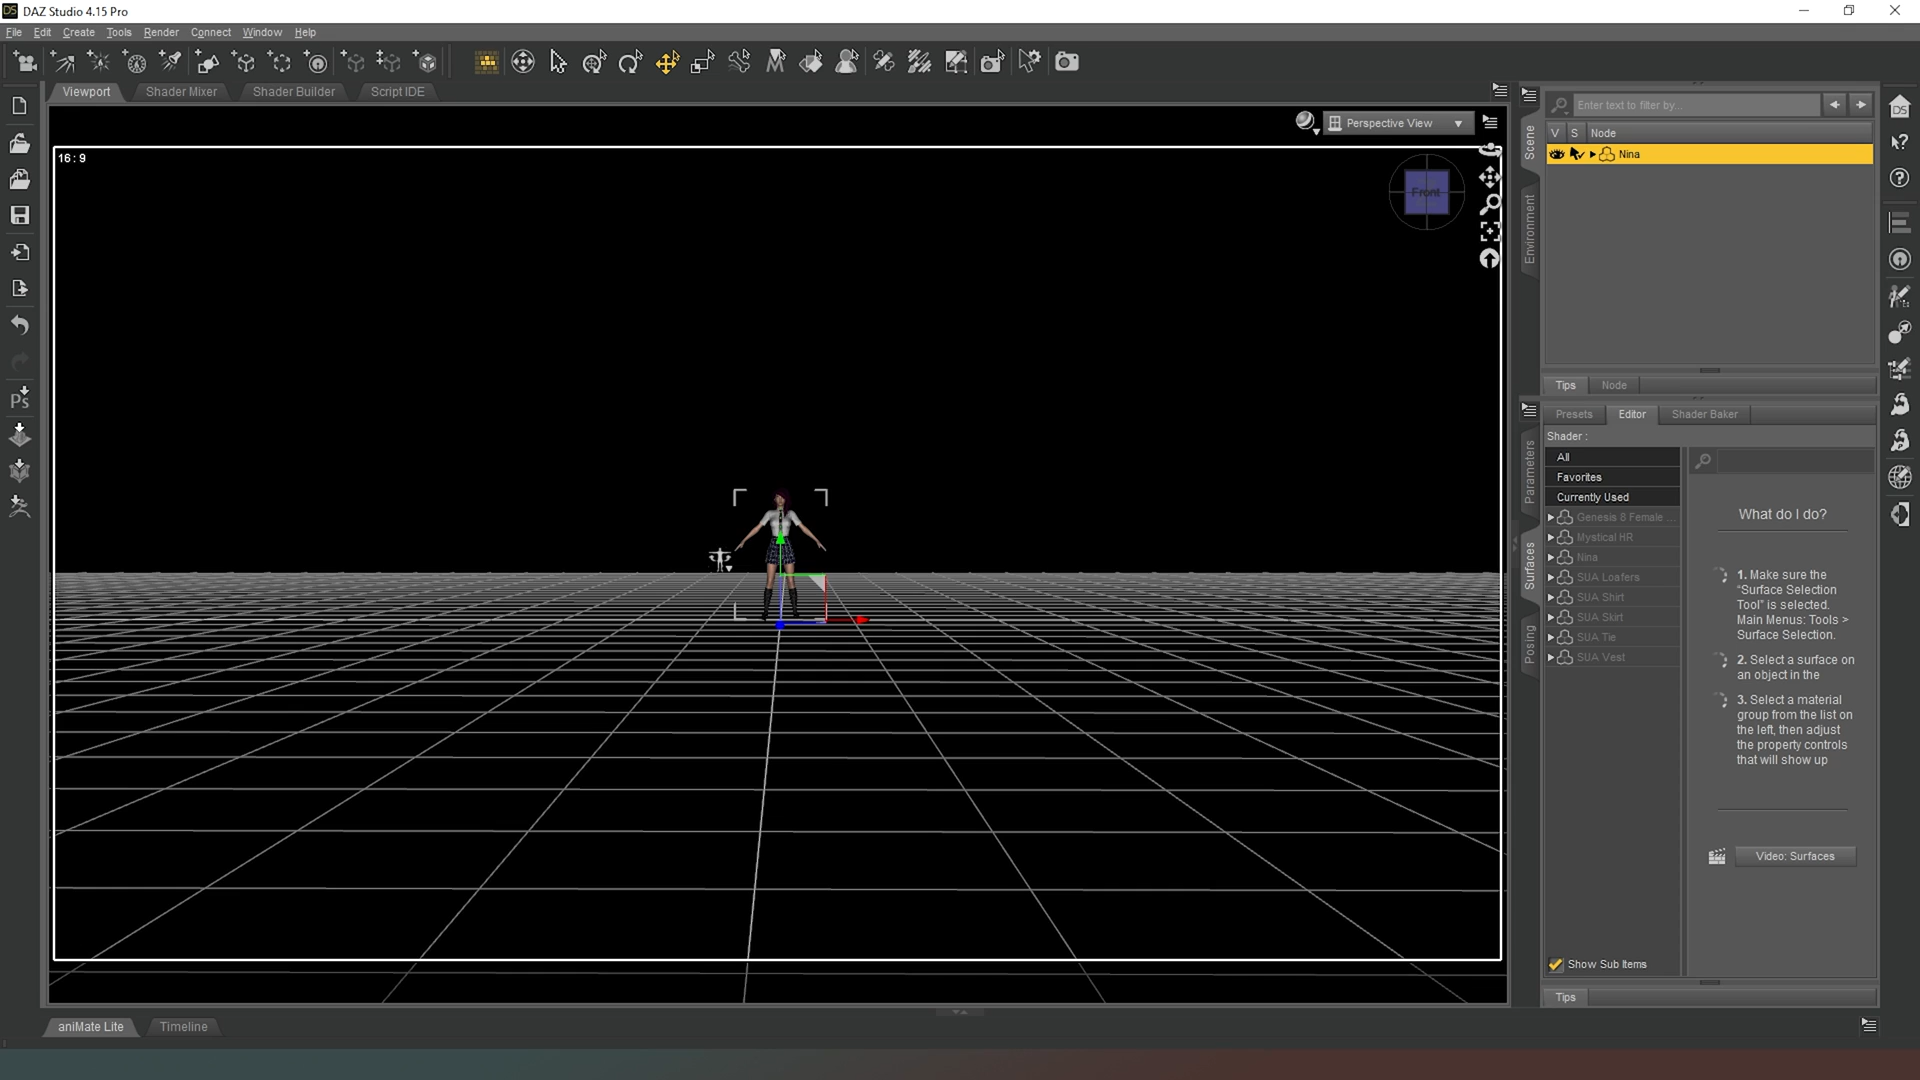 DAZ Studio 4.15 Pro
File Edit Create Tools Render Connect Window Help
Viewport Shader Mixer Shader Builder Script IDE
Perspective View
16 : 9
Front
Enter text to filter by...
V S Node
Nina
Scene
Environment
Tips Node
Presets Editor Shader Baker
Shader :
All
Favorites
Currently Used
Genesis 8 Female ...
Mystical HR
Nina
SUA Loafers
SUA Shirt
SUA Skirt
SUA Tie
SUA Vest
Parameters
Surfaces
Posing
What do I do?
1. Make sure the
"Surface Selection
Tool" is selected.
Main Menus: Tools >
Surface Selection.
2. Select a surface on
an object in the
3. Select a material
group from the list on
the left, then adjust
the property controls
that will show up
Video: Surfaces
Show Sub Items
Tips
aniMate Lite Timeline
DS
Ps
DS